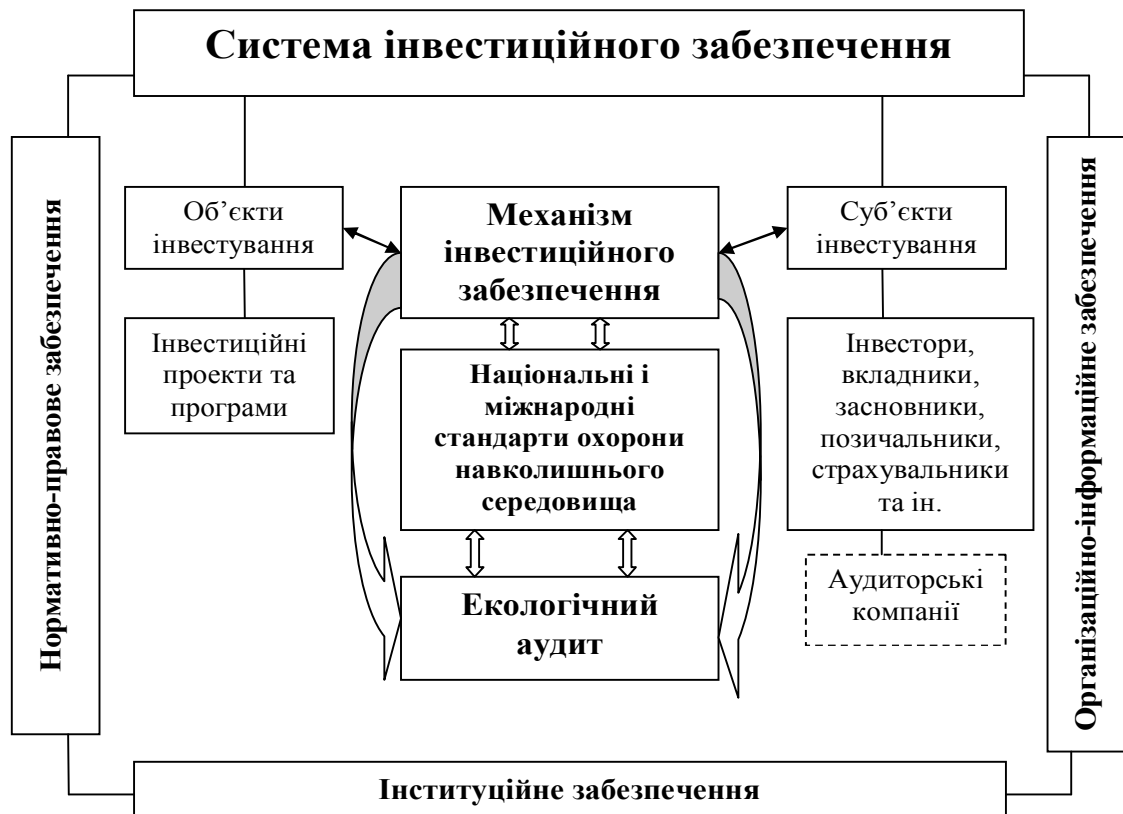 Система інвестиційного забезпечення
Нормативно-правове забезпечення
Об’єкти
інвестування
Інвестиційні
проекти та
програми
Механізм
інвестиційного
забезпечення
Національні і
міжнародні
стандарти охорони
навколишнього
середовища
Екологічний
аудит
Суб’єкти
інвестування
Інвестори,
вкладники,
засновники,
позичальники,
страхувальники
та ін.
Аудиторські
компанії
Організаційно-інформаційне забезпечення
Інституційне забезпечення